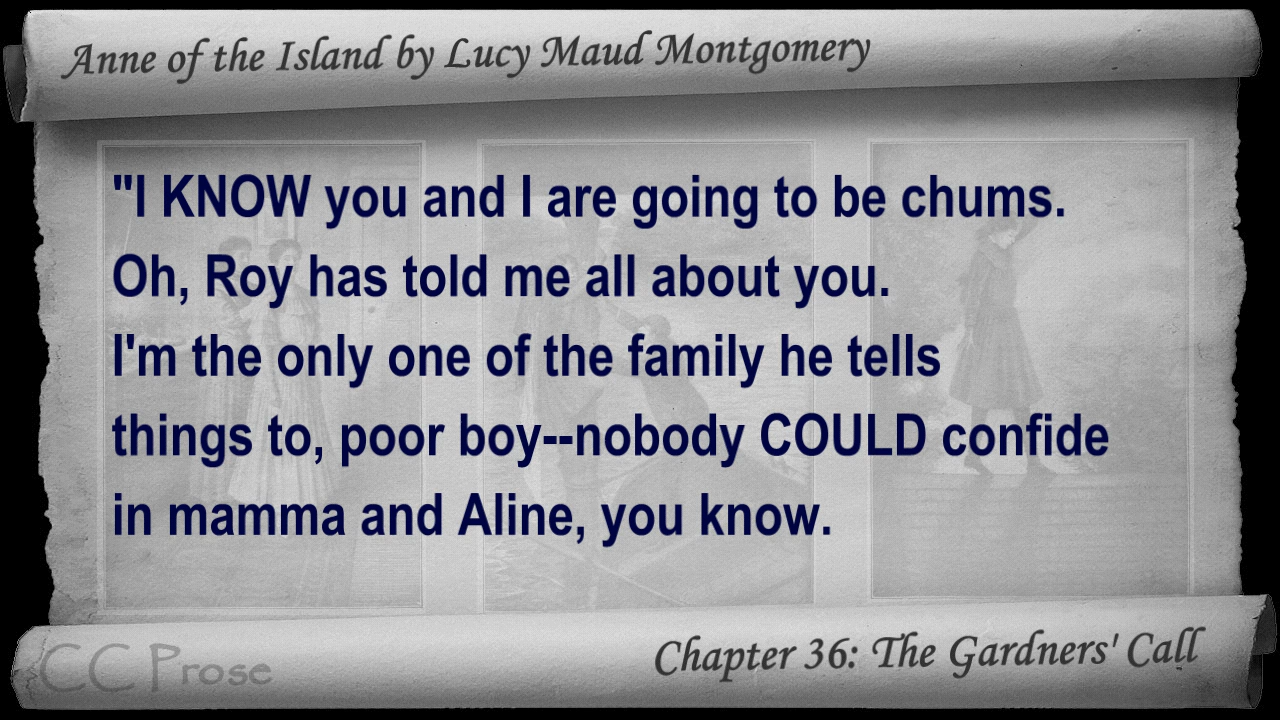 Anne of the Island by Lucy Maud Montgomery
"I KNOW you and I are going to be chums.
Oh, Roy has told me all about you.
I'm the only one of the family he tells
things to, poor boy--nobody COULD confide
in mamma and Aline, you know.
CC Prose
Chapter 36: The Gardners' Call